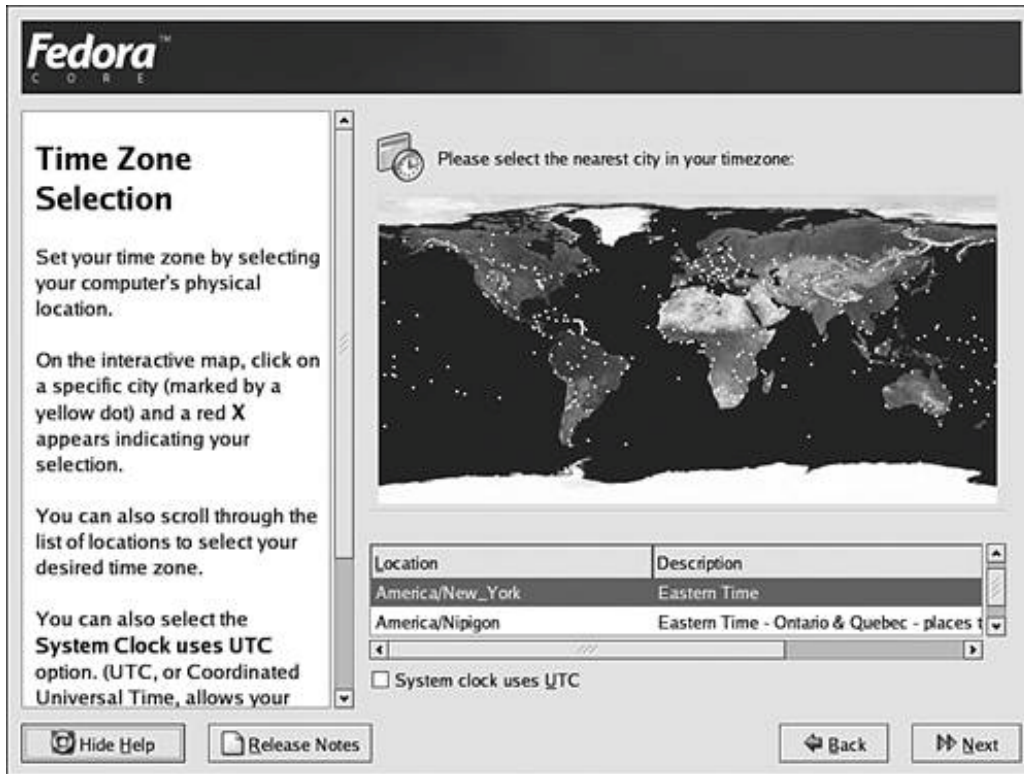 Fedora™
CORE
Time Zone
Selection
Set your time zone by selecting
your computer's physical
location.
On the interactive map, click on
a specific city (marked by a
yellow dot) and a red X
appears indicating your
selection.
You can also scroll through the
list of locations to select your
desired time zone.
You can also select the
System Clock uses UTC
option. (UTC, or Coordinated
Universal Time, allows your
Please select the nearest city in your timezone:
Location Description
America/New_York Eastern Time
America/Nipigon Eastern Time - Ontario & Quebec - places t
System clock uses UTC
Hide Help Release Notes Back Next